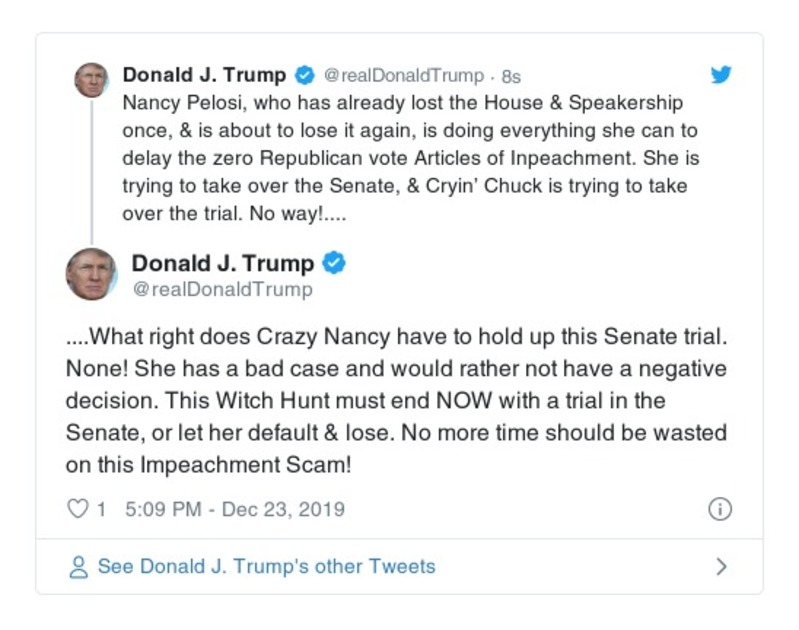 Donald J. Trump @realDonaldTrump · 8s
Nancy Pelosi, who has already lost the House & Speakership
once, & is about to lose it again, is doing everything she can to
delay the zero Republican vote Articles of Inpeachment. She is
trying to take over the Senate, & Cryin’ Chuck is trying to take
over the trial. No way!....
Donald J. Trump
@realDonaldTrump
....What right does Crazy Nancy have to hold up this Senate trial.
None! She has a bad case and would rather not have a negative
decision. This Witch Hunt must end NOW with a trial in the
Senate, or let her default & lose. No more time should be wasted
on this Impeachment Scam!
1 5:09 PM - Dec 23, 2019
See Donald J. Trump's other Tweets